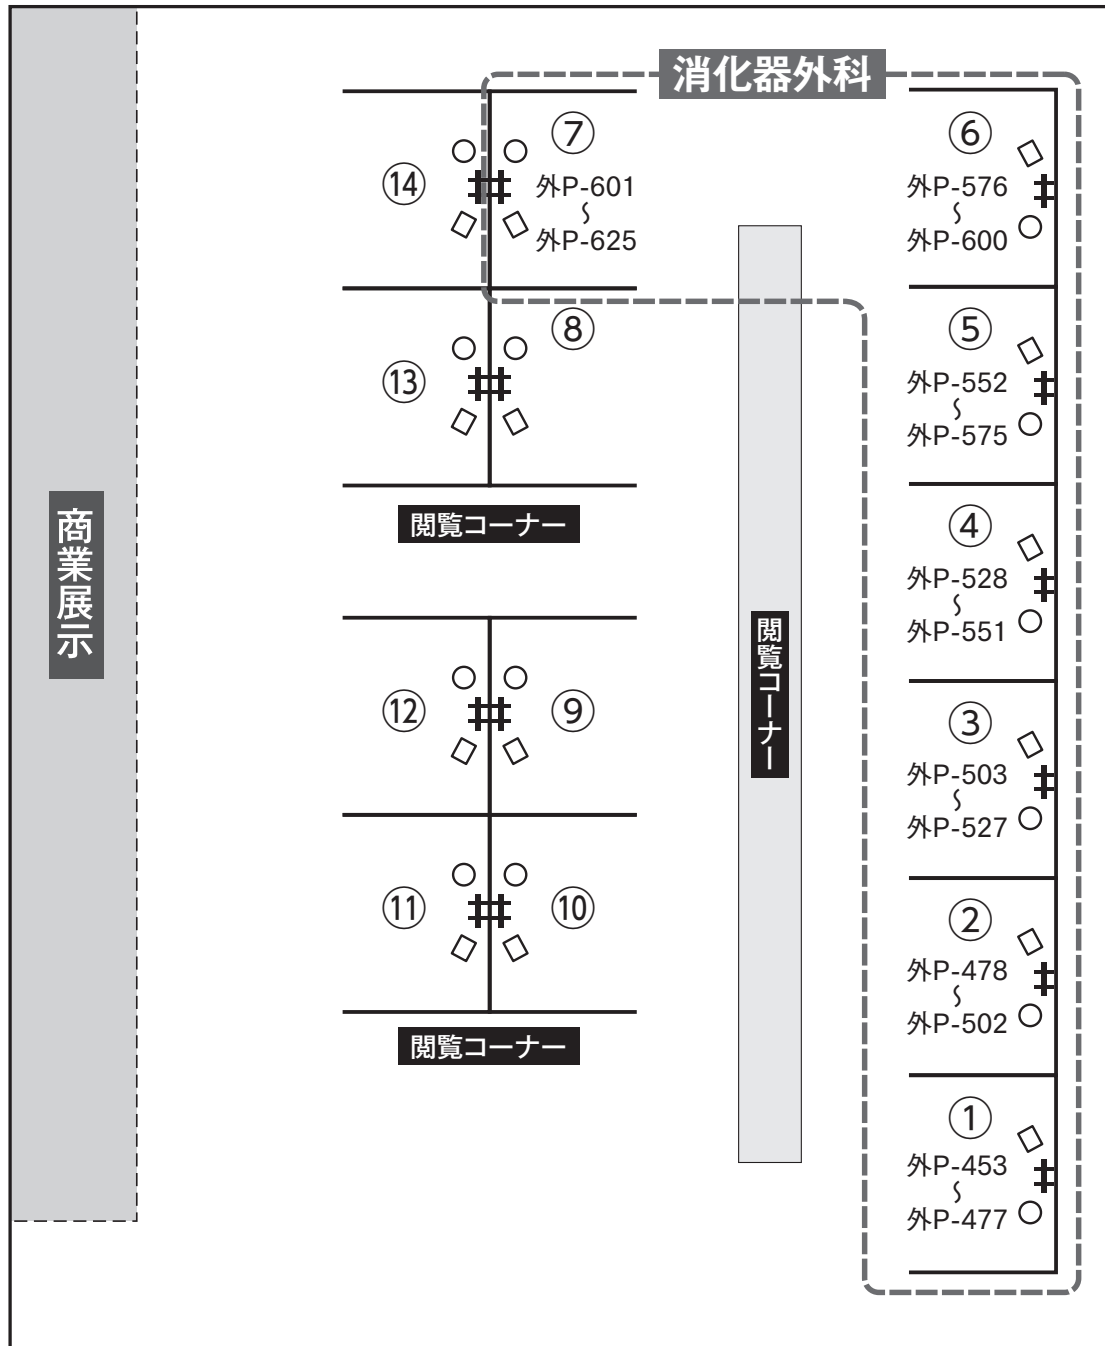 消化器外科
⑭
⑦
外P-601
〜
外P-625
⑬
⑧
閲覧コーナー
⑫
⑨
⑪
⑩
閲覧コーナー
商業展示
閲覧コーナー
⑥
外P-576
〜
外P-600
⑤
外P-552
〜
外P-575
④
外P-528
〜
外P-551
③
外P-503
〜
外P-527
②
外P-478
〜
外P-502
①
外P-453
〜
外P-477